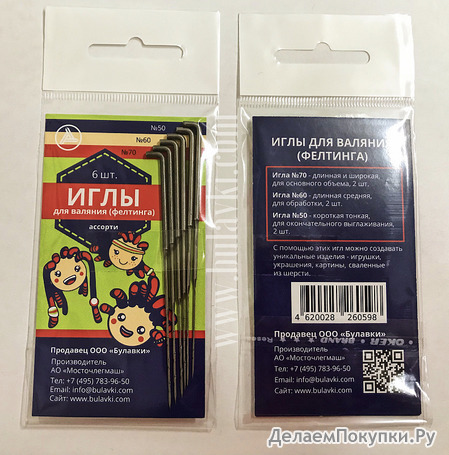 №50
№60
№70
6 шт.
ИГЛЫ
для валяния (фелтинга)
ассорти
Продавец ООО «Булавки»
Производитель
АО «Мосточлегмаш»
Тел: +7 (495) 783-96-50
Email: info@bulavki.com
Сайт: www.bulavki.com
www.bulavki.com
ИГЛЫ ДЛЯ ВАЛЯНИЯ
(ФЕЛТИНГА)
Игла №70 - длинная и широкая,
для основного объема, 2 шт.
Игла №60 - длинная средняя,
для обработки, 2 шт.
Игла №50 - короткая тонкая,
для окончательного выглаживания,
2 шт.
С помощью этих игл можно создавать
уникальные изделия - игрушки,
украшения, картины, сваленные
из шерсти.
4 620028 260598
OKER BRAND
Продавец ООО «Булавки»
Производитель
АО «Мосточлегмаш»
Тел: +7 (495) 783-96-50
Email: info@bulavki.com
Сайт: www.bulavki.com
ДелаемПокупки.Ру